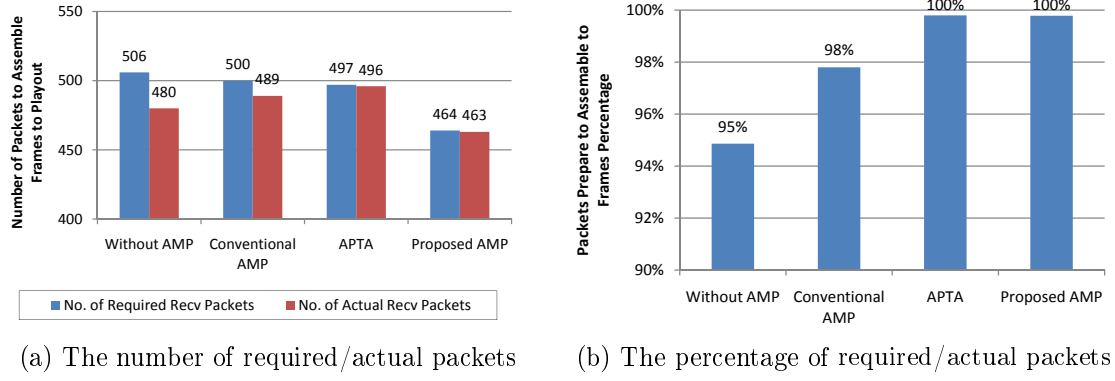 Number of Packets to Assemble
Frames to Playout
550
500
450
400
506
480
500
489
497
496
464
463
Without AMP
Conventional
AMP
APTA
Proposed AMP
No. of Required Recv Packets
No. of Actual Recv Packets
(a) The number of required/actual packets
Packets Prepare to Assemable to
Frames Percentage
100%
98%
96%
94%
92%
90%
95%
98%
100%
100%
Without AMP
Conventional
AMP
APTA
Proposed AMP
(b) The percentage of required/actual packets